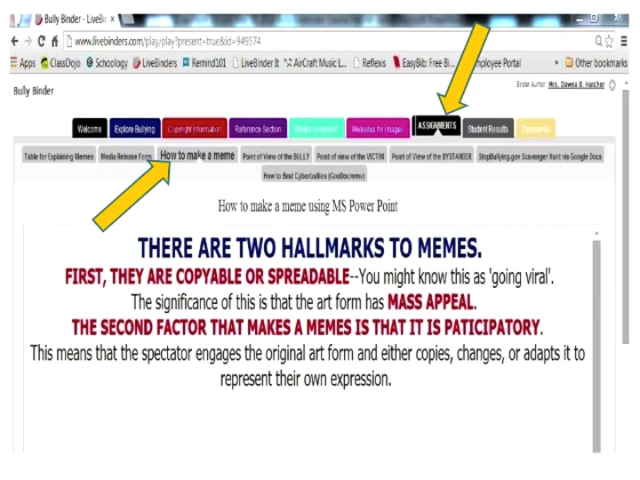 Bully Binder - LiveBi
www.livebinders.com/play/play?present=true&id=949574
Apps ClassDojo Schoology LiveBinders Remind101 LiveBinder It AirCraft Music L... Reflexis EasyBib: Free Bi... mployee Portal » Other bookmarks
Bully Binder
Binder Author: Mrs. Dawna B. Hatcher
Welcome Explore Bullying Copyright Information Reference Section Websites for Images ASSIGNMENTS Student Results
Table for Explaining Memes Media Release Form How to make a meme Point of View of the BULLY Point of view of the VICTIM Point of View of the BYSTANDER StopBullying.gov Scavenger Hunt via Google Docs
How to Beat Cyberbullies (GooDoc/wmv)
How to make a meme using MS Power Point
THERE ARE TWO HALLMARKS TO MEMES.
FIRST, THEY ARE COPYABLE OR SPREADABLE--You might know this as 'going viral'.
The significance of this is that the art form has MASS APPEAL.
THE SECOND FACTOR THAT MAKES A MEMES IS THAT IT IS PATICIPATORY.
This means that the spectator engages the original art form and either copies, changes, or adapts it to
represent their own expression.